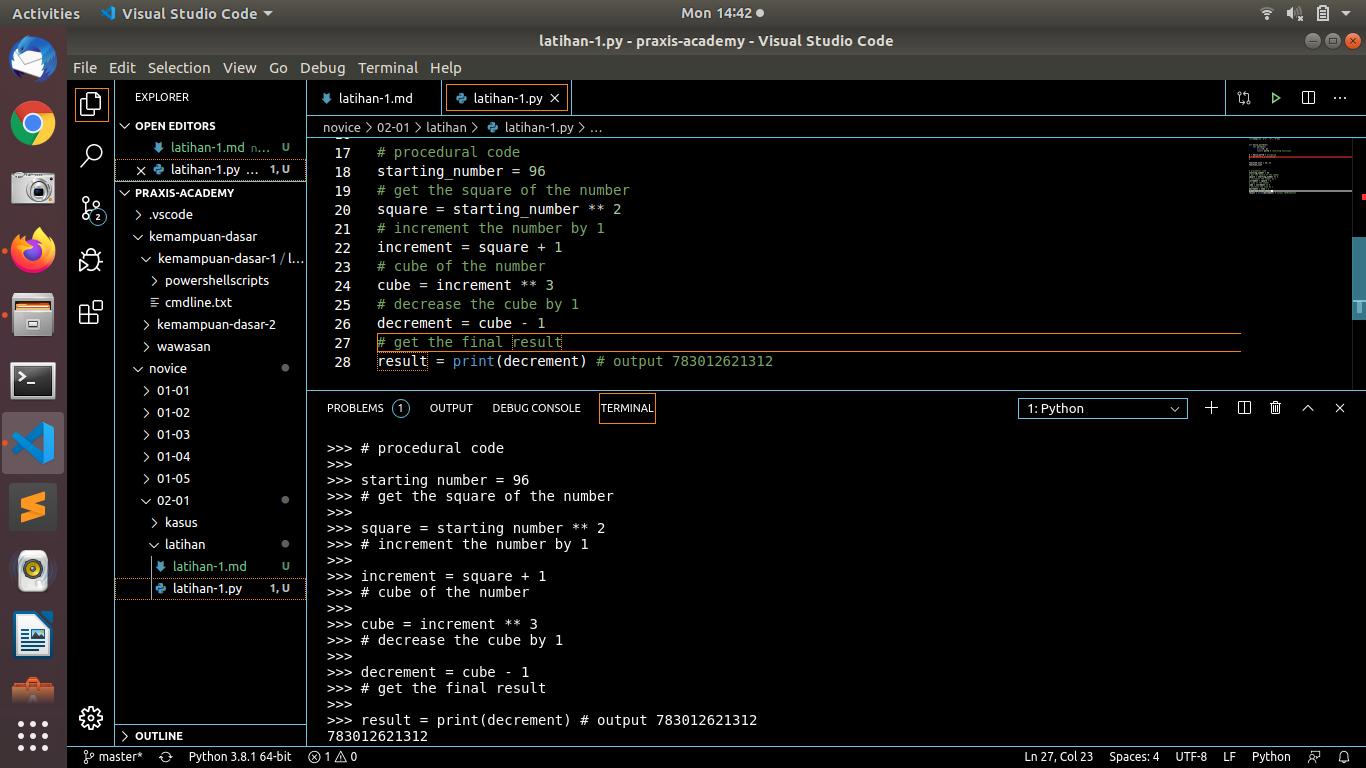 Activities Visual Studio Code Mon 14:42
latihan-1.py - praxis-academy - Visual Studio Code
File Edit Selection View Go Debug Terminal Help
EXPLORER
OPEN EDITORS
latihan-1.md n... U
latihan-1.py ... 1, U
PRAXIS-ACADEMY
.vscode
kemampuan-dasar
kemampuan-dasar-1 / l...
powershellscripts
cmdline.txt
kemampuan-dasar-2
wawasan
novice
01-01
01-02
01-03
01-04
01-05
02-01
kasus
latihan
latihan-1.md U
latihan-1.py 1, U
OUTLINE
2
latihan-1.md latihan-1.py
novice > 02-01 > latihan > latihan-1.py > ...
17 # procedural code
18 starting_number = 96
19 # get the square of the number
20 square = starting_number ** 2
21 # increment the number by 1
22 increment = square + 1
23 # cube of the number
24 cube = increment ** 3
25 # decrease the cube by 1
26 decrement = cube - 1
27 # get the final result
28 result = print(decrement) # output 783012621312
PROBLEMS 1 OUTPUT DEBUG CONSOLE TERMINAL 1: Python
>>> # procedural code
>>>
>>> starting number = 96
>>> # get the square of the number
>>>
>>> square = starting number ** 2
>>> # increment the number by 1
>>>
>>> increment = square + 1
>>> # cube of the number
>>>
>>> cube = increment ** 3
>>> # decrease the cube by 1
>>>
>>> decrement = cube - 1
>>> # get the final result
>>>
>>> result = print(decrement) # output 783012621312
783012621312
master* Python 3.8.1 64-bit 1 0 Ln 27, Col 23 Spaces: 4 UTF-8 LF Python